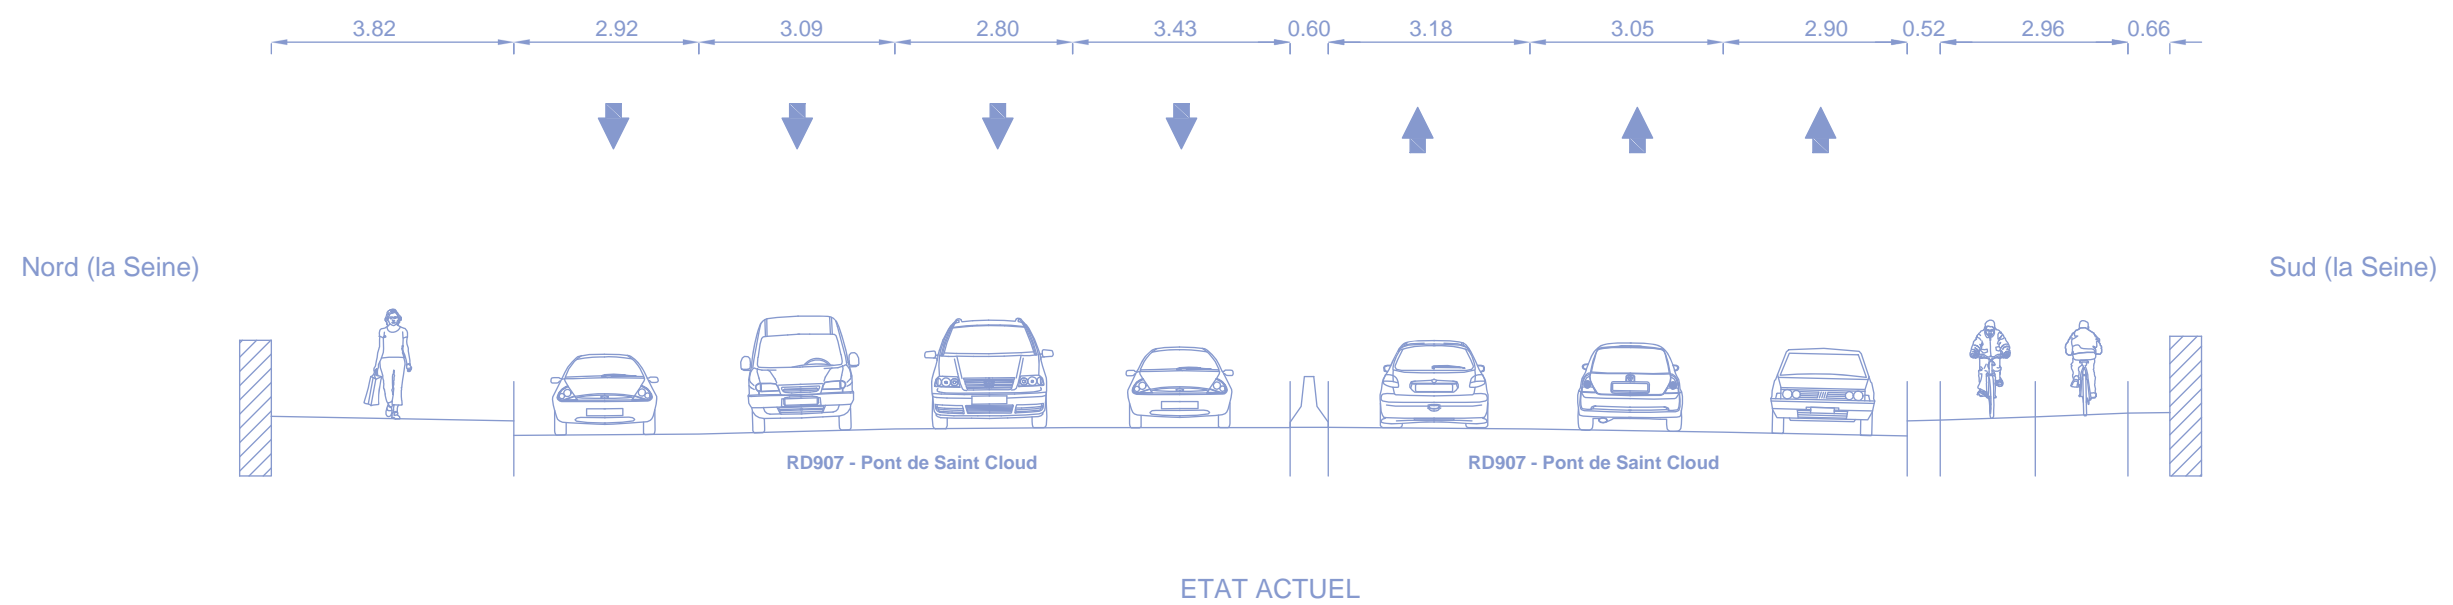 3.82 2.92 3.09 2.80 3.43 0.60 3.18 3.05 2.90 0.52 2.96 0.66
Nord (la Seine) Sud (la Seine)
RD907 - Pont de Saint Cloud RD907 - Pont de Saint Cloud
ETAT ACTUEL